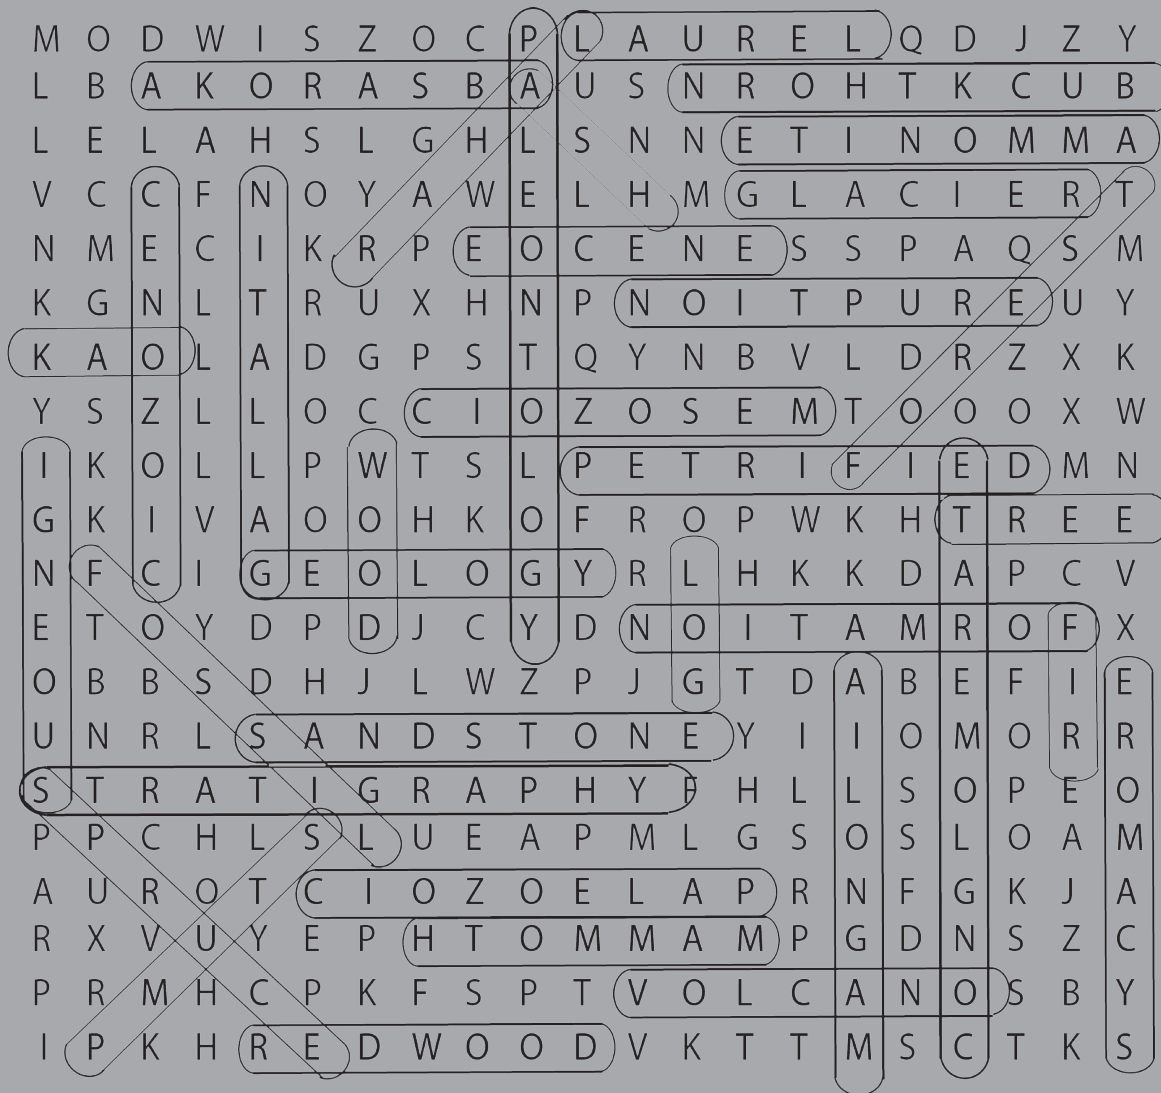 M O D W I S Z O C P L A U R E L Q D J Z Y
L B A K O R A S B A U S N R O H T K C U B
L E L A H S L G H L S N N E T I N O M M A
V C C F N O Y A W E L H M G L A C I E R T
N M E C I K R P E O C E N E S S P A Q S M
K G N L T R U X H N P N O I T P U R E U Y
K A O L A D G P S T Q Y N B V L D R Z X K
Y S Z L L O C C I O Z O S E M T O O O X W
I K O L L P W T S L P E T R I F I E D M N
G K I V A O O H K O F R O P W K H T R E E
N F C I G E O L O G Y R L H K K D A P C V
E T O Y D P D J C Y D N O I T A M R O F X
O B B S D H J L W Z P J G T D A B E F I E
U N R L S A N D S T O N E Y I I O M O R R
S T R A T I G R A P H Y F H L L S O P E O
P P C H L S L U E A P M L G S O S L O A M
A U R O T C I O Z O E L A P R N F G K J A
R X V U Y E P H T O M M A M P G D N S Z C
P R M H C P K F S P T V O L C A N O S B Y
I P K H R E D W O O D V K T T M S C T K S